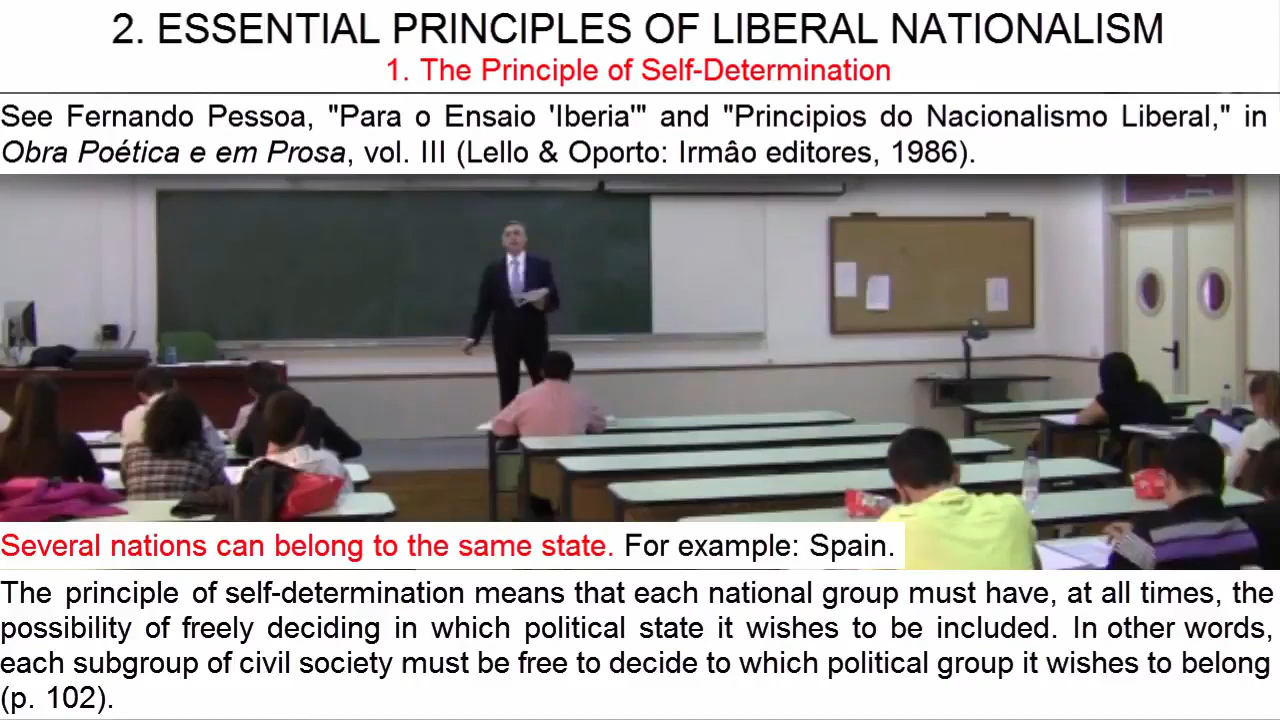 2. ESSENTIAL PRINCIPLES OF LIBERAL NATIONALISM
1. The Principle of Self-Determination
See Fernando Pessoa, "Para o Ensaio 'Iberia'" and "Principios do Nacionalismo Liberal," in
Obra Poética e em Prosa, vol. III (Lello & Oporto: Irmâo editores, 1986).
Several nations can belong to the same state. For example: Spain.
The principle of self-determination means that each national group must have, at all times, the
possibility of freely deciding in which political state it wishes to be included. In other words,
each subgroup of civil society must be free to decide to which political group it wishes to belong
(p. 102).